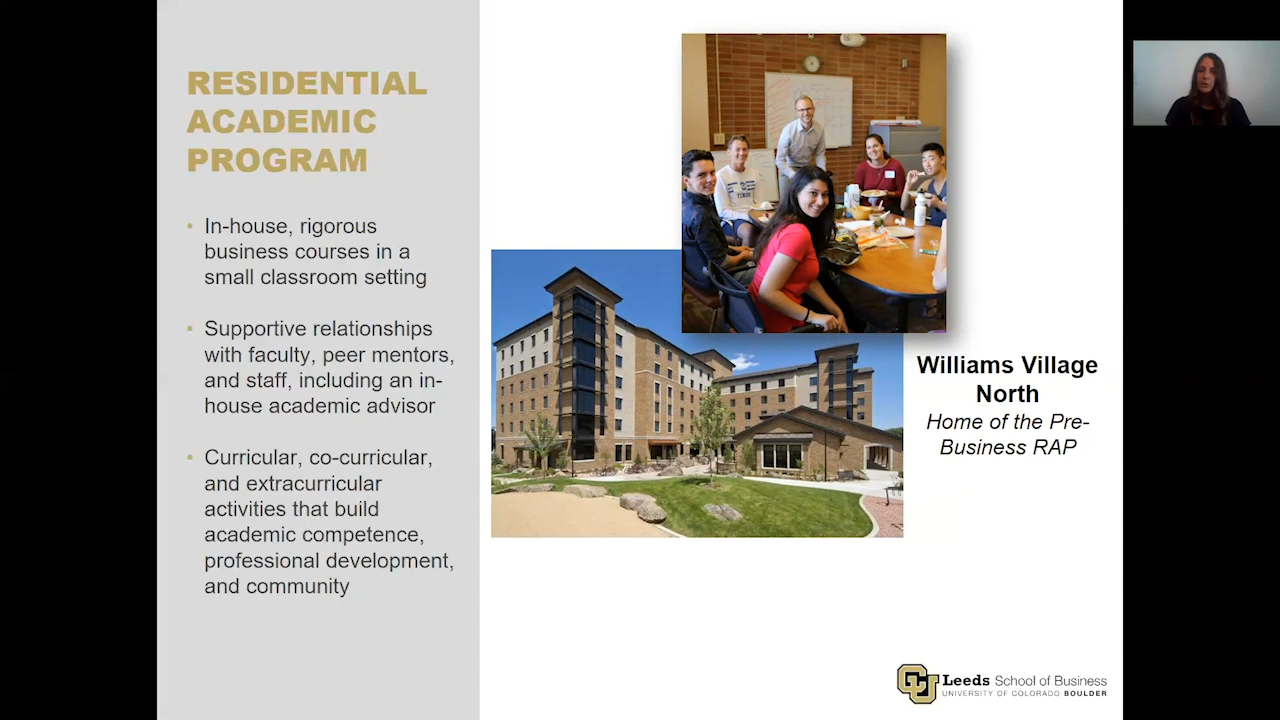 RESIDENTIAL
ACADEMIC
PROGRAM
• In-house, rigorous
business courses in a
small classroom setting
• Supportive relationships
with faculty, peer mentors,
and staff, including an in-
house academic advisor
• Curricular, co-curricular,
and extracurricular
activities that build
academic competence,
professional development,
and community
Williams Village
North
Home of the Pre-
Business RAP
CU Leeds School of Business
UNIVERSITY OF COLORADO BOULDER